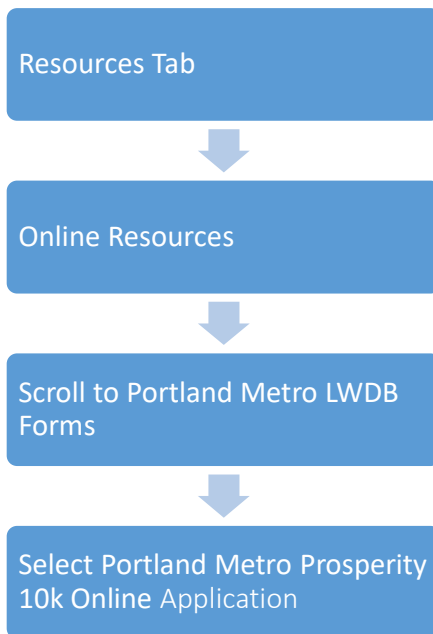 Resources Tab
Online Resources
Scroll to Portland Metro LWDB
Forms
Select Portland Metro Prosperity
10k Online Application